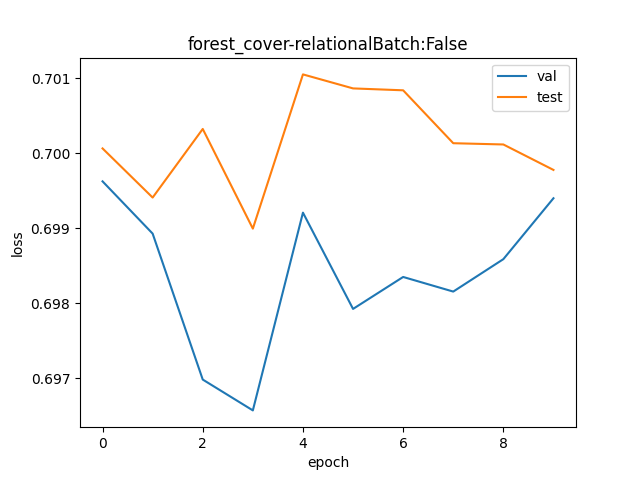 forest_cover-relationalBatch:False
val
test
0.701
0.700
0.699
0.698
0.697
loss
0
2
4
6
8
epoch